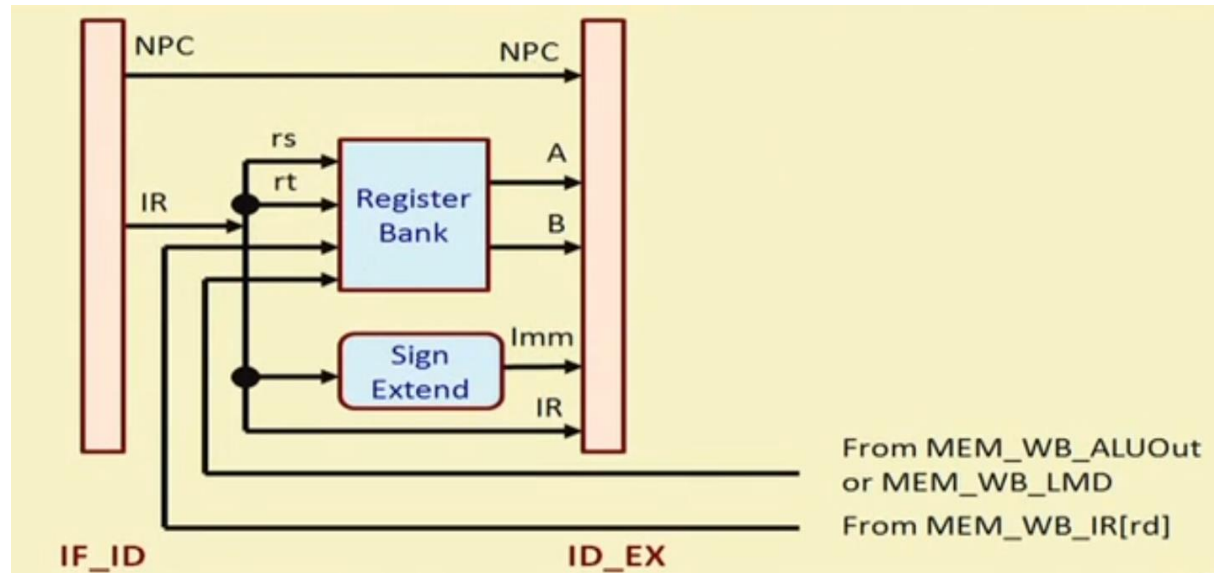 NPC
NPC
rs
A
rt
IR
Register
Bank
B
Imm
Sign
Extend
IR
From MEM_WB_ALUOut
or MEM_WB_LMD
From MEM_WB_IR[rd]
IF_ID
ID_EX